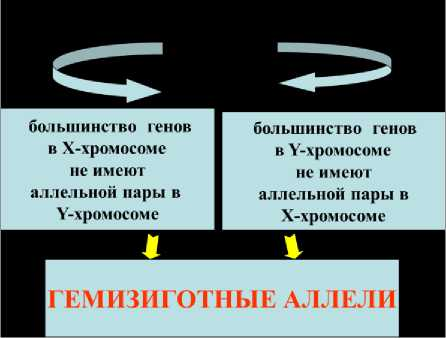 большинство генов
в X-хромосоме
не имеют
аллельной пары в
Y-хромосоме
большинство генов
в Y-хромосоме
не имеют
аллельной пары в
X-хромосоме
ГЕМИЗИГОТНЫЕ АЛЛЕЛИ